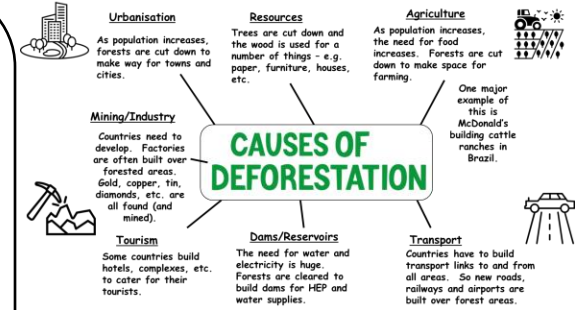 Urbanisation
As population increases,
forests are cut down to
make way for towns and
cities.
Resources
Trees are cut down and
the wood is used for a
number of things - e.g.
paper, furniture, houses,
etc.
Agriculture
As population increases,
the need for food
increases. Forests are cut
down to make space for
farming.
One major
example of
this is
McDonald's
building cattle
ranches in
Brazil.
Mining/Industry
Countries need to
develop. Factories
are often built over
forested areas.
Gold, copper, tin,
diamonds, etc. are
all found (and
mined).
CAUSES OF
DEFORESTATION
Tourism
Some countries build
hotels, complexes, etc.
to cater for their
tourists.
Dams/Reservoirs
The need for water and
electricity is huge.
Forests are cleared to
build dams for HEP and
water supplies.
Transport
Countries have to build
transport links to and from
all areas. So new roads,
railways and airports are
built over forest areas.